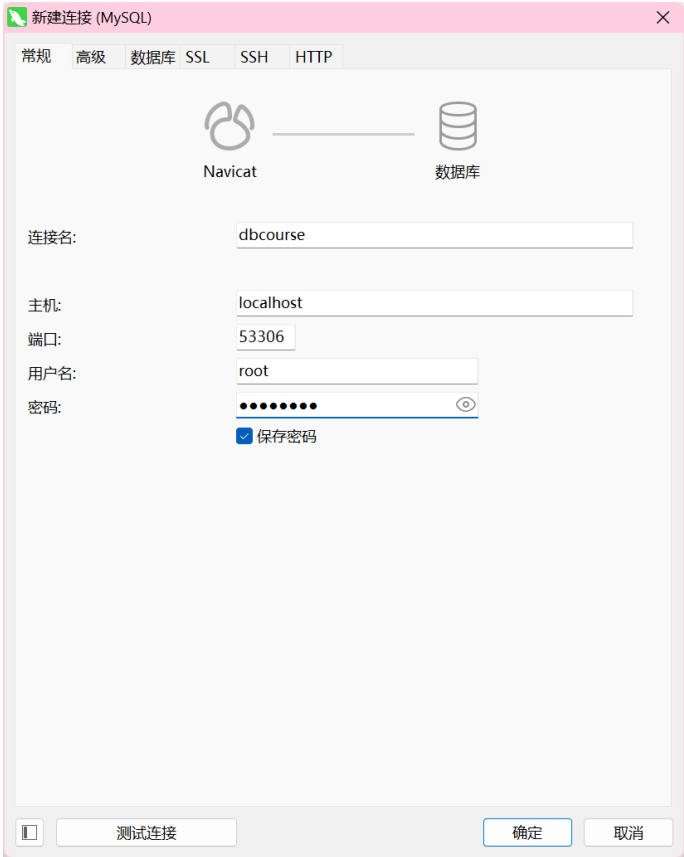 新建连接 (MySQL)
常规 高级 数据库 SSL SSH HTTP
Navicat 数据库
连接名: dbcourse
主机: localhost
端口: 53306
用户名: root
密码: ●●●●●●●●
保存密码
测试连接 确定 取消